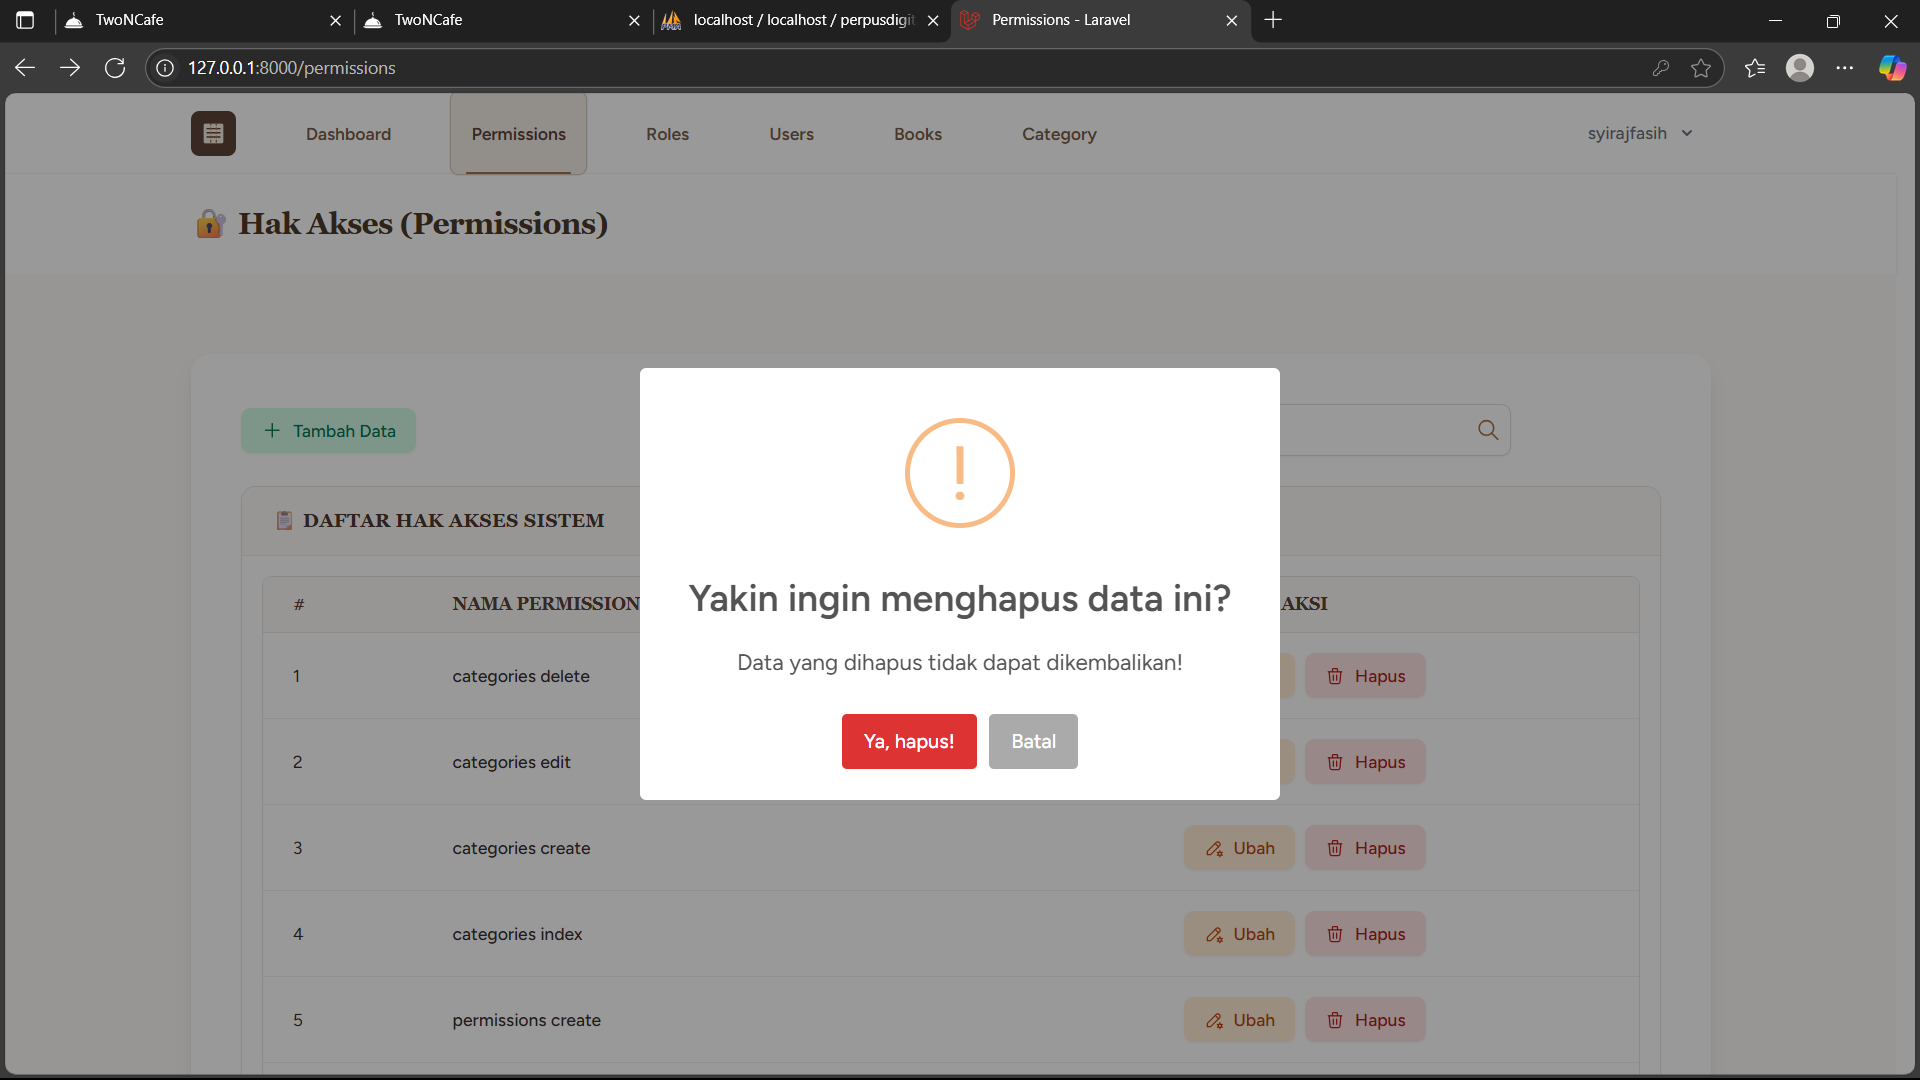 TwoNCafe
TwoNCafe
localhost / localhost / perpusdigit
Permissions - Laravel
127.0.0.1:8000/permissions
Dashboard
Permissions
Roles
Users
Books
Category
syirajfasih
Hak Akses (Permissions)
+ Tambah Data
DAFTAR HAK AKSES SISTEM
# NAMA PERMISSION AKSI
1 categories delete Hapus
2 categories edit Hapus
3 categories create Ubah Hapus
4 categories index Ubah Hapus
5 permissions create Ubah Hapus
!
Yakin ingin menghapus data ini?
Data yang dihapus tidak dapat dikembalikan!
Ya, hapus!
Batal